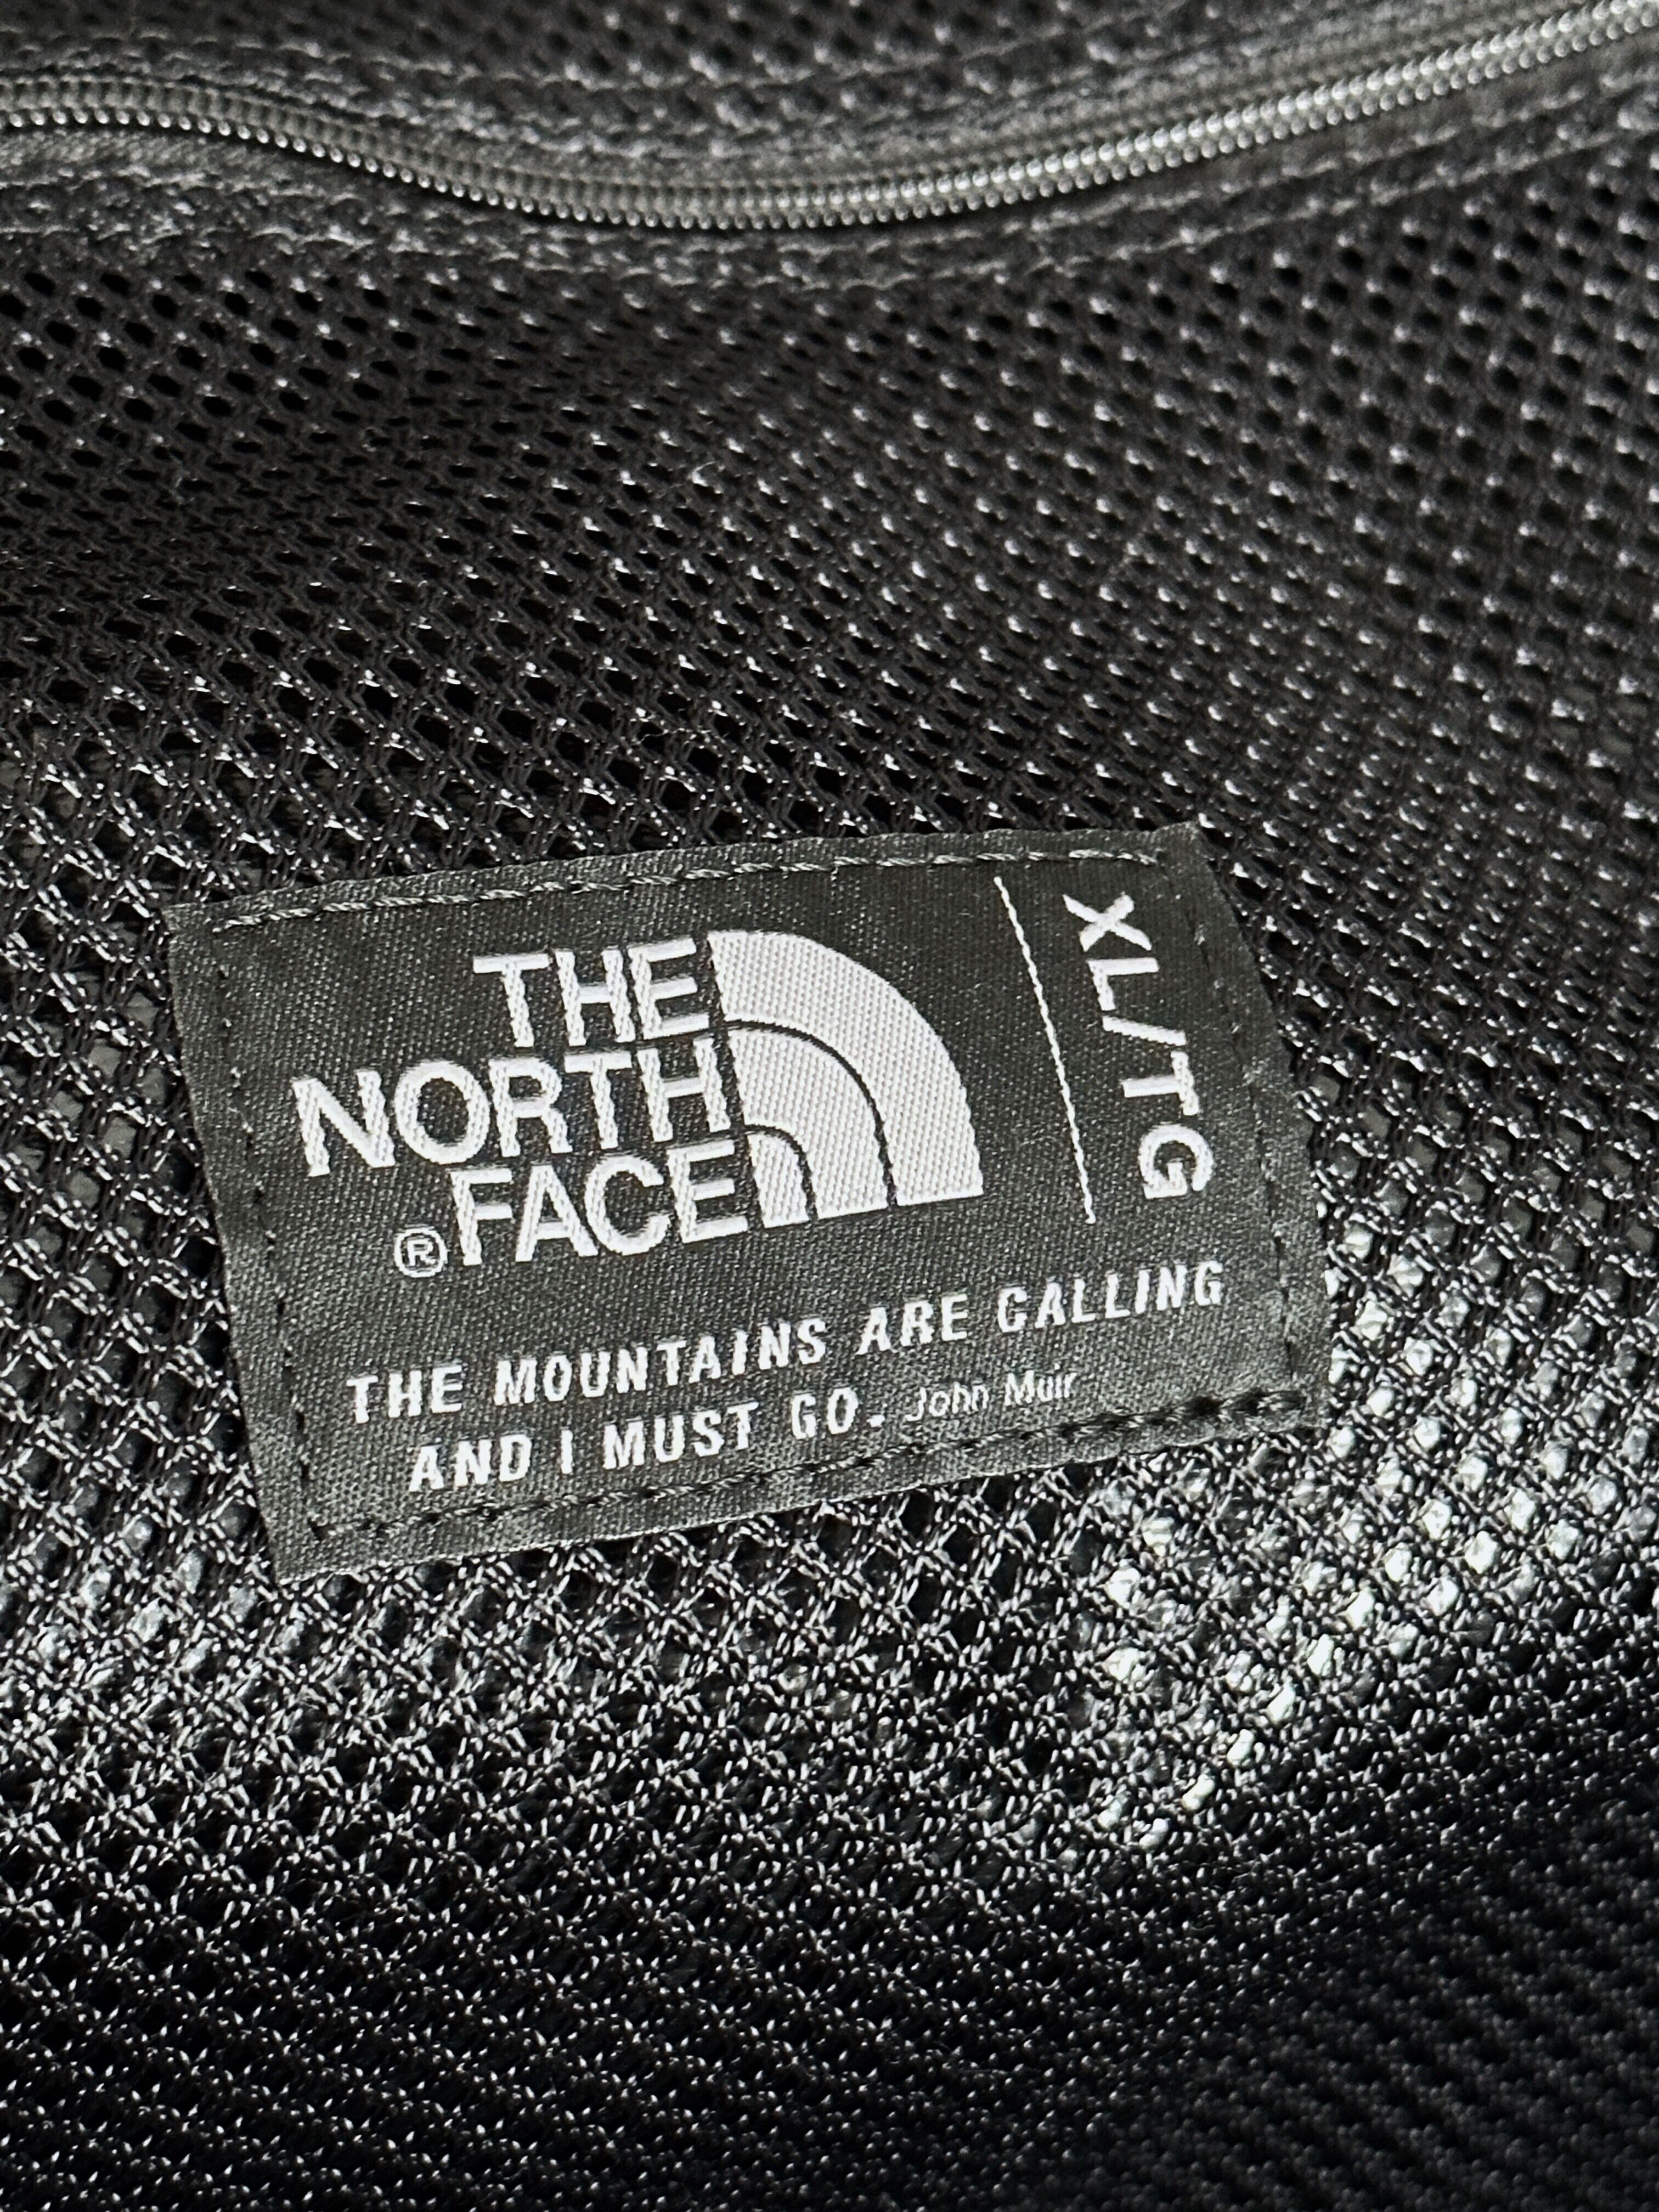 THE
NORTH
FACE
®
XL/TG
THE MOUNTAINS ARE CALLING
AND I MUST GO. John Muir